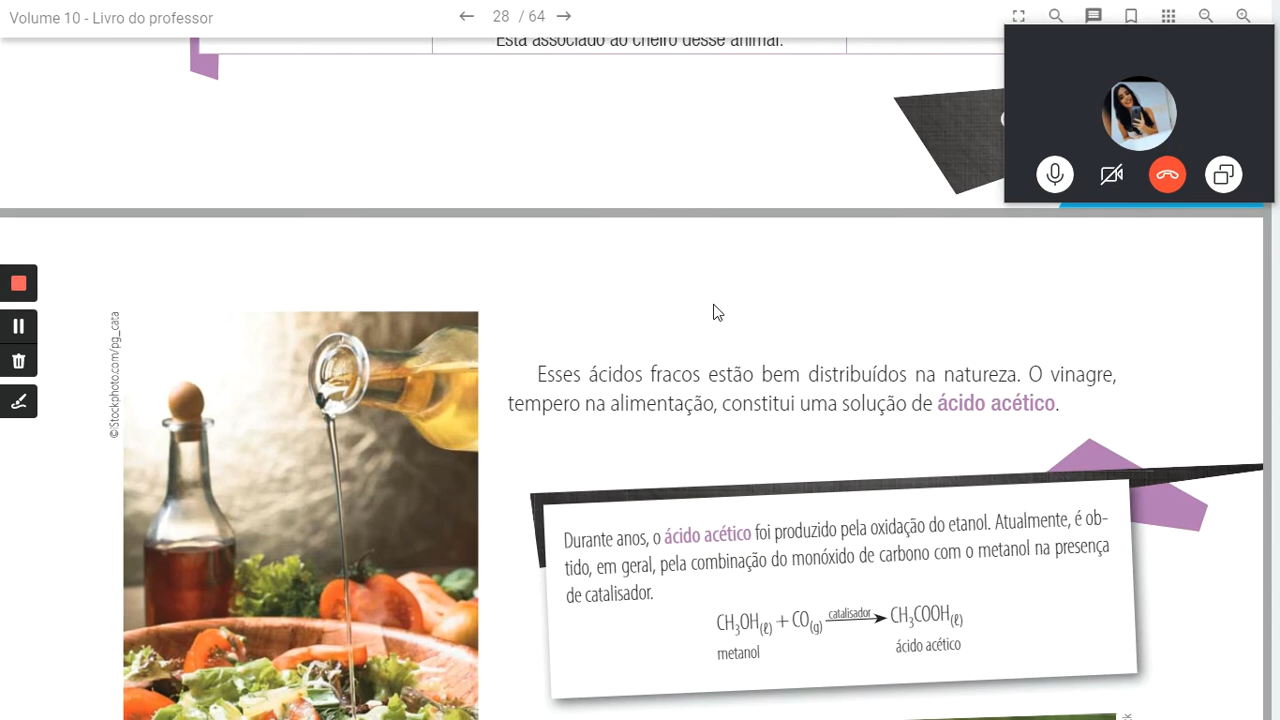 Volume 10 - Livro do professor
28 / 64
Está associado ao cheiro desse animal.
©iStockphoto.com/pg_cata
Esses ácidos fracos estão bem distribuídos na natureza. O vinagre,
tempero na alimentação, constitui uma solução de ácido acético.
Durante anos, o ácido acético foi produzido pela oxidação do etanol. Atualmente, é ob-
tido, em geral, pela combinação do monóxido de carbono com o metanol na presença
de catalisador.
CH₃OH(ℓ) + CO(g) catalisador CH₃COOH(ℓ)
metanol ácido acético